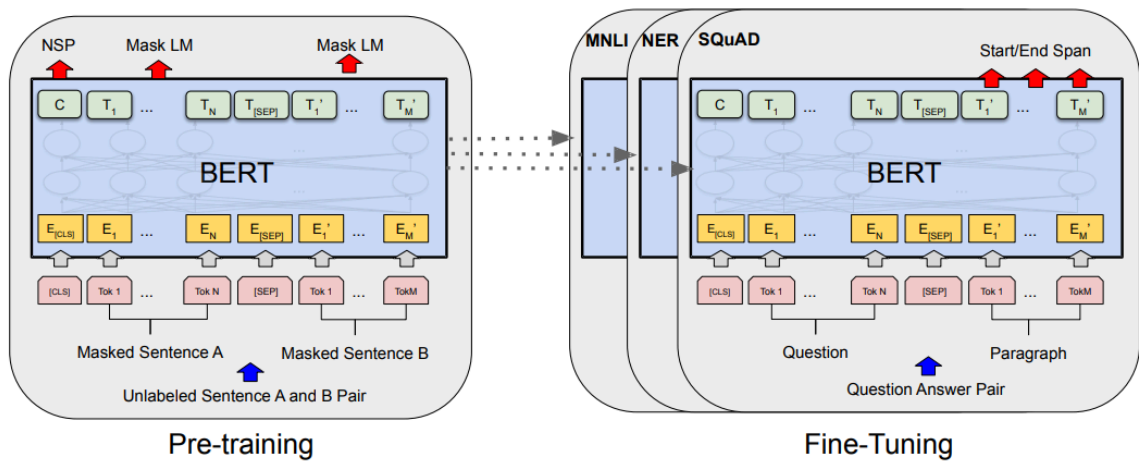 NSP Mask LM Mask LM
C T1 ... TN T[SEP] T1' ... TM'
...
BERT
...
E[CLS] E1 ... EN E[SEP] E1' ... EM'
[CLS] Tok 1 ... Tok N [SEP] Tok 1 ... TokM
Masked Sentence A Masked Sentence B
Unlabeled Sentence A and B Pair
Pre-training
MNLI NER SQuAD
Start/End Span
C T1 ... TN T[SEP] T1' ... TM'
...
BERT
...
E[CLS] E1 ... EN E[SEP] E1' ... EM'
[CLS] Tok 1 ... Tok N [SEP] Tok 1 ... TokM
Question Paragraph
Question Answer Pair
Fine-Tuning